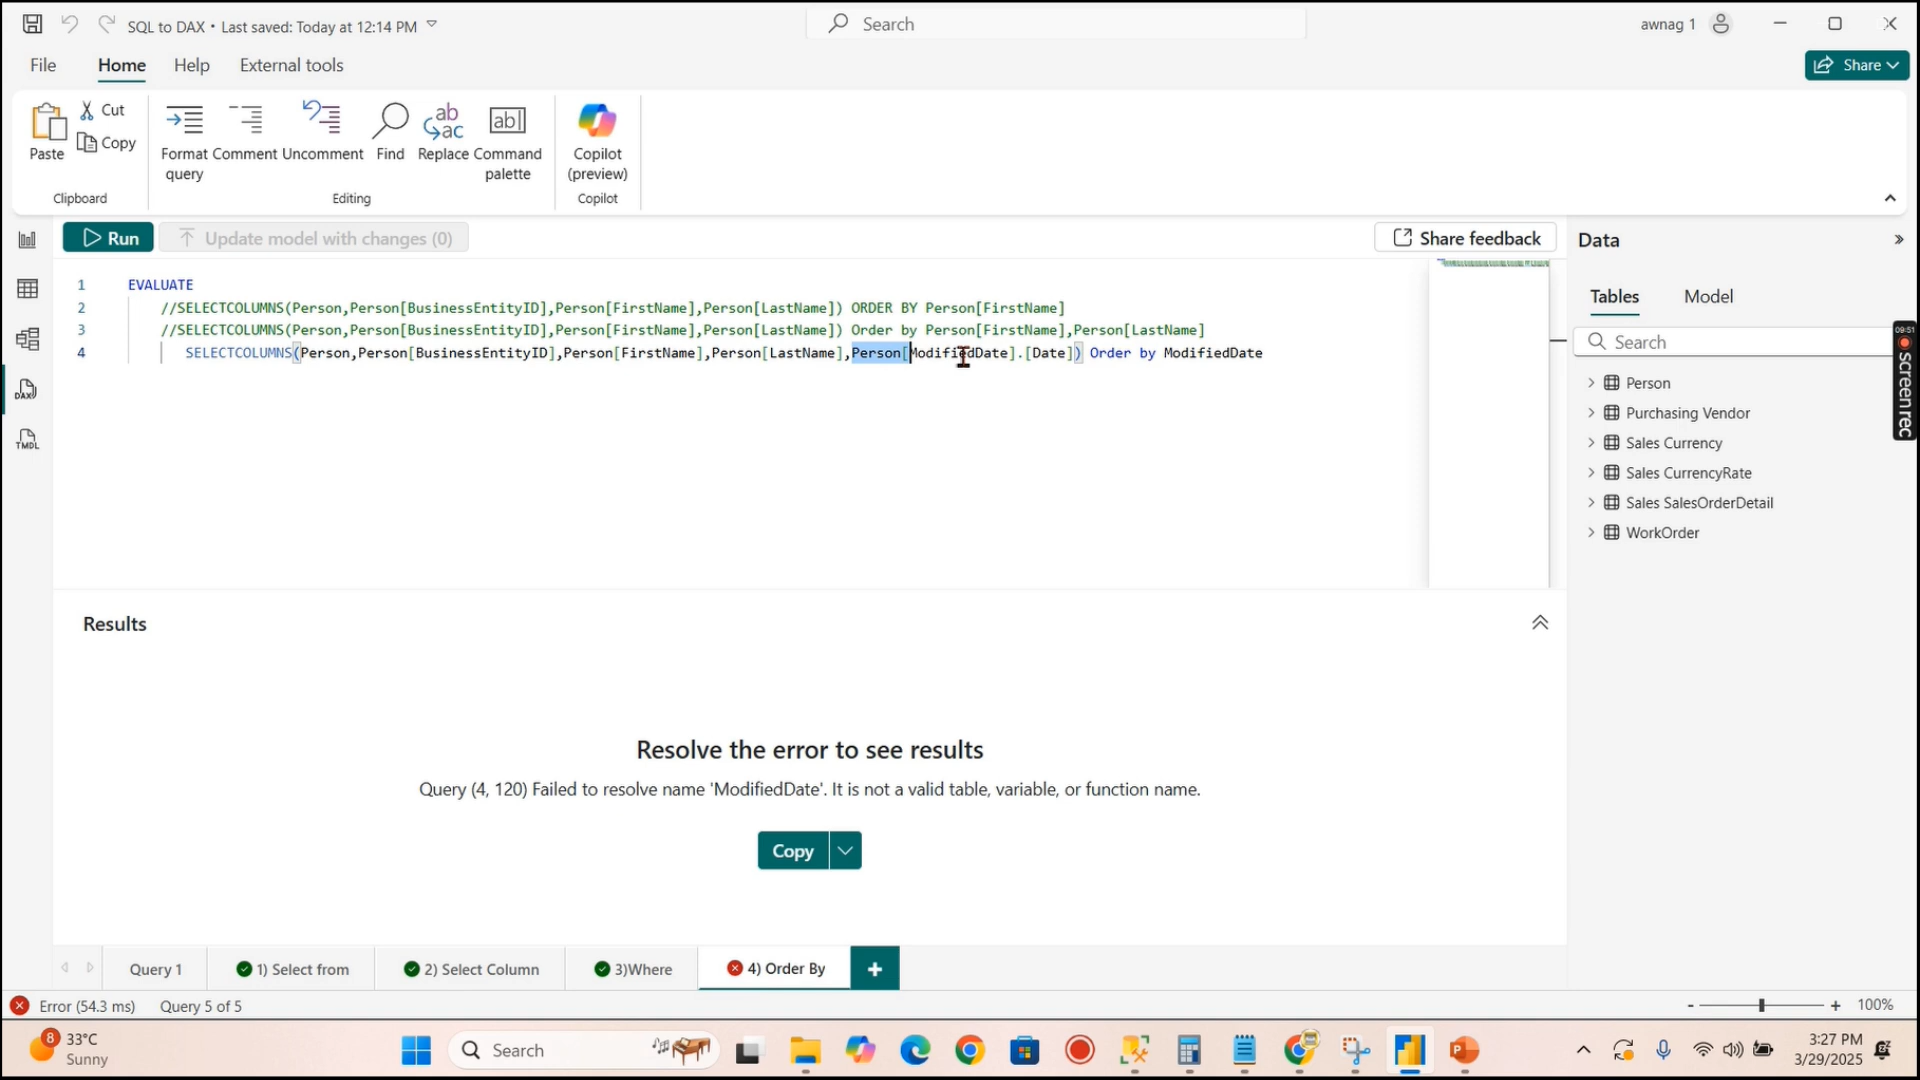 SQL to DAX • Last saved: Today at 12:14 PM
Search
awnag 1
File
Home
Help
External tools
Share
Paste
Cut
Copy
Format query
Comment
Uncomment
Find
Replace
Command palette
Copilot (preview)
Clipboard
Editing
Copilot
Run
Update model with changes (0)
Share feedback
Data
1 EVALUATE
2 //SELECTCOLUMNS(Person,Person[BusinessEntityID],Person[FirstName],Person[LastName]) ORDER BY Person[FirstName]
3 //SELECTCOLUMNS(Person,Person[BusinessEntityID],Person[FirstName],Person[LastName]) Order by Person[FirstName],Person[LastName]
4 SELECTCOLUMNS(Person,Person[BusinessEntityID],Person[FirstName],Person[LastName],Person[ModifiedDate].[Date]) Order by ModifiedDate
Tables
Model
Search
Person
Purchasing Vendor
Sales Currency
Sales CurrencyRate
Sales SalesOrderDetail
WorkOrder
09:51
screenrec
DAX
TMDL
Results
Resolve the error to see results
Query (4, 120) Failed to resolve name 'ModifiedDate'. It is not a valid table, variable, or function name.
Copy
Query 1
1) Select from
2) Select Column
3)Where
4) Order By
+
Error (54.3 ms)
Query 5 of 5
- + 100%
8
33°C
Sunny
Search
3:27 PM
3/29/2025